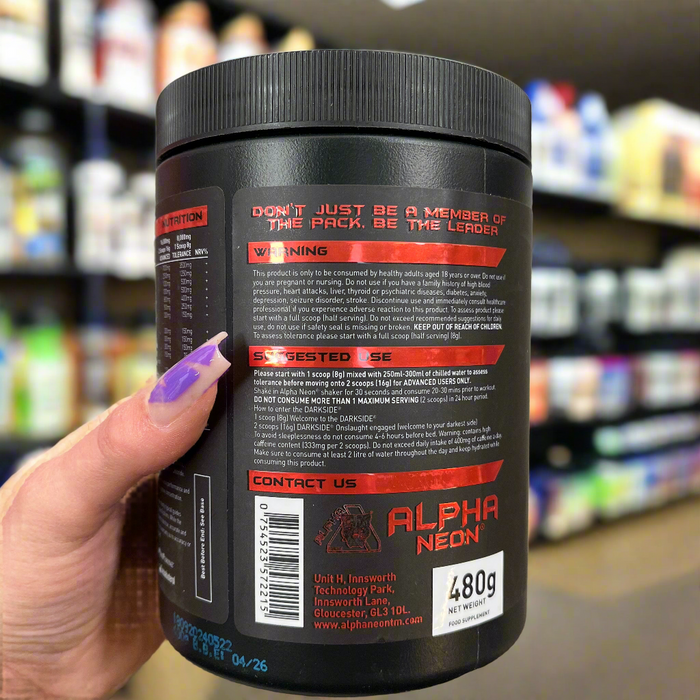 DON'T JUST BE A MEMBER OF
THE PACK, BE THE LEADER
NUTRITION
WARNING
This product is only to be consumed by healthy adults aged 18 years or over. Do not use if
you are pregnant or nursing. Do not use if you have a family history of high blood
pressure, heart attacks, liver, thyroid or psychiatric diseases, diabetes, anxiety,
depression, seizure disorder, stroke. Discontinue use and immediately consult healthcare
professional if you experience adverse reaction to this product. To assess product please
start with a full scoop (half serving). Do not exceed recommended suggestions for daily
use, do not use if safety seal is missing or broken. KEEP OUT OF REACH OF CHILDREN.
To assess tolerance please start with full scoop (half serving) (8g).
SUGGESTED USE
Please start with 1 scoop (8g) mixed with 250ml-300ml of chilled water to assess
tolerance before moving onto 2 scoops (16g) for ADVANCED USERS ONLY.
Shake in Alpha Neon® shaker for 30 seconds and consume 20-30 mins prior to workout.
DO NOT CONSUME MORE THAN 1 MAXIMUM SERVING (2 scoops) in 24 hour period.
How to enter the DARKSIDE®
1 scoop (8g) Welcome to the DARKSIDE®
2 scoops (16g) DARKSIDE® Onslaught engaged (welcome to your darkest side)
To avoid sleeplessness do not consume 4-6 hours before bed. Warning: contains high
caffeine content (333mg per 2 scoops). Do not exceed daily intake of 400mg of caffeine a day.
Make sure to consume at least 2 litre of water throughout the day and keep hydrated while
consuming this product.
CONTACT US
0 754523 572215
ALPHA
NEON®
Unit H, Innsworth
Technology Park,
Innsworth Lane,
Gloucester, GL3 1DL.
www.alphaneontm.com
480g
NET WEIGHT
FOOD SUPPLEMENT
Best Before End: See Base
B.B.E: 04/26